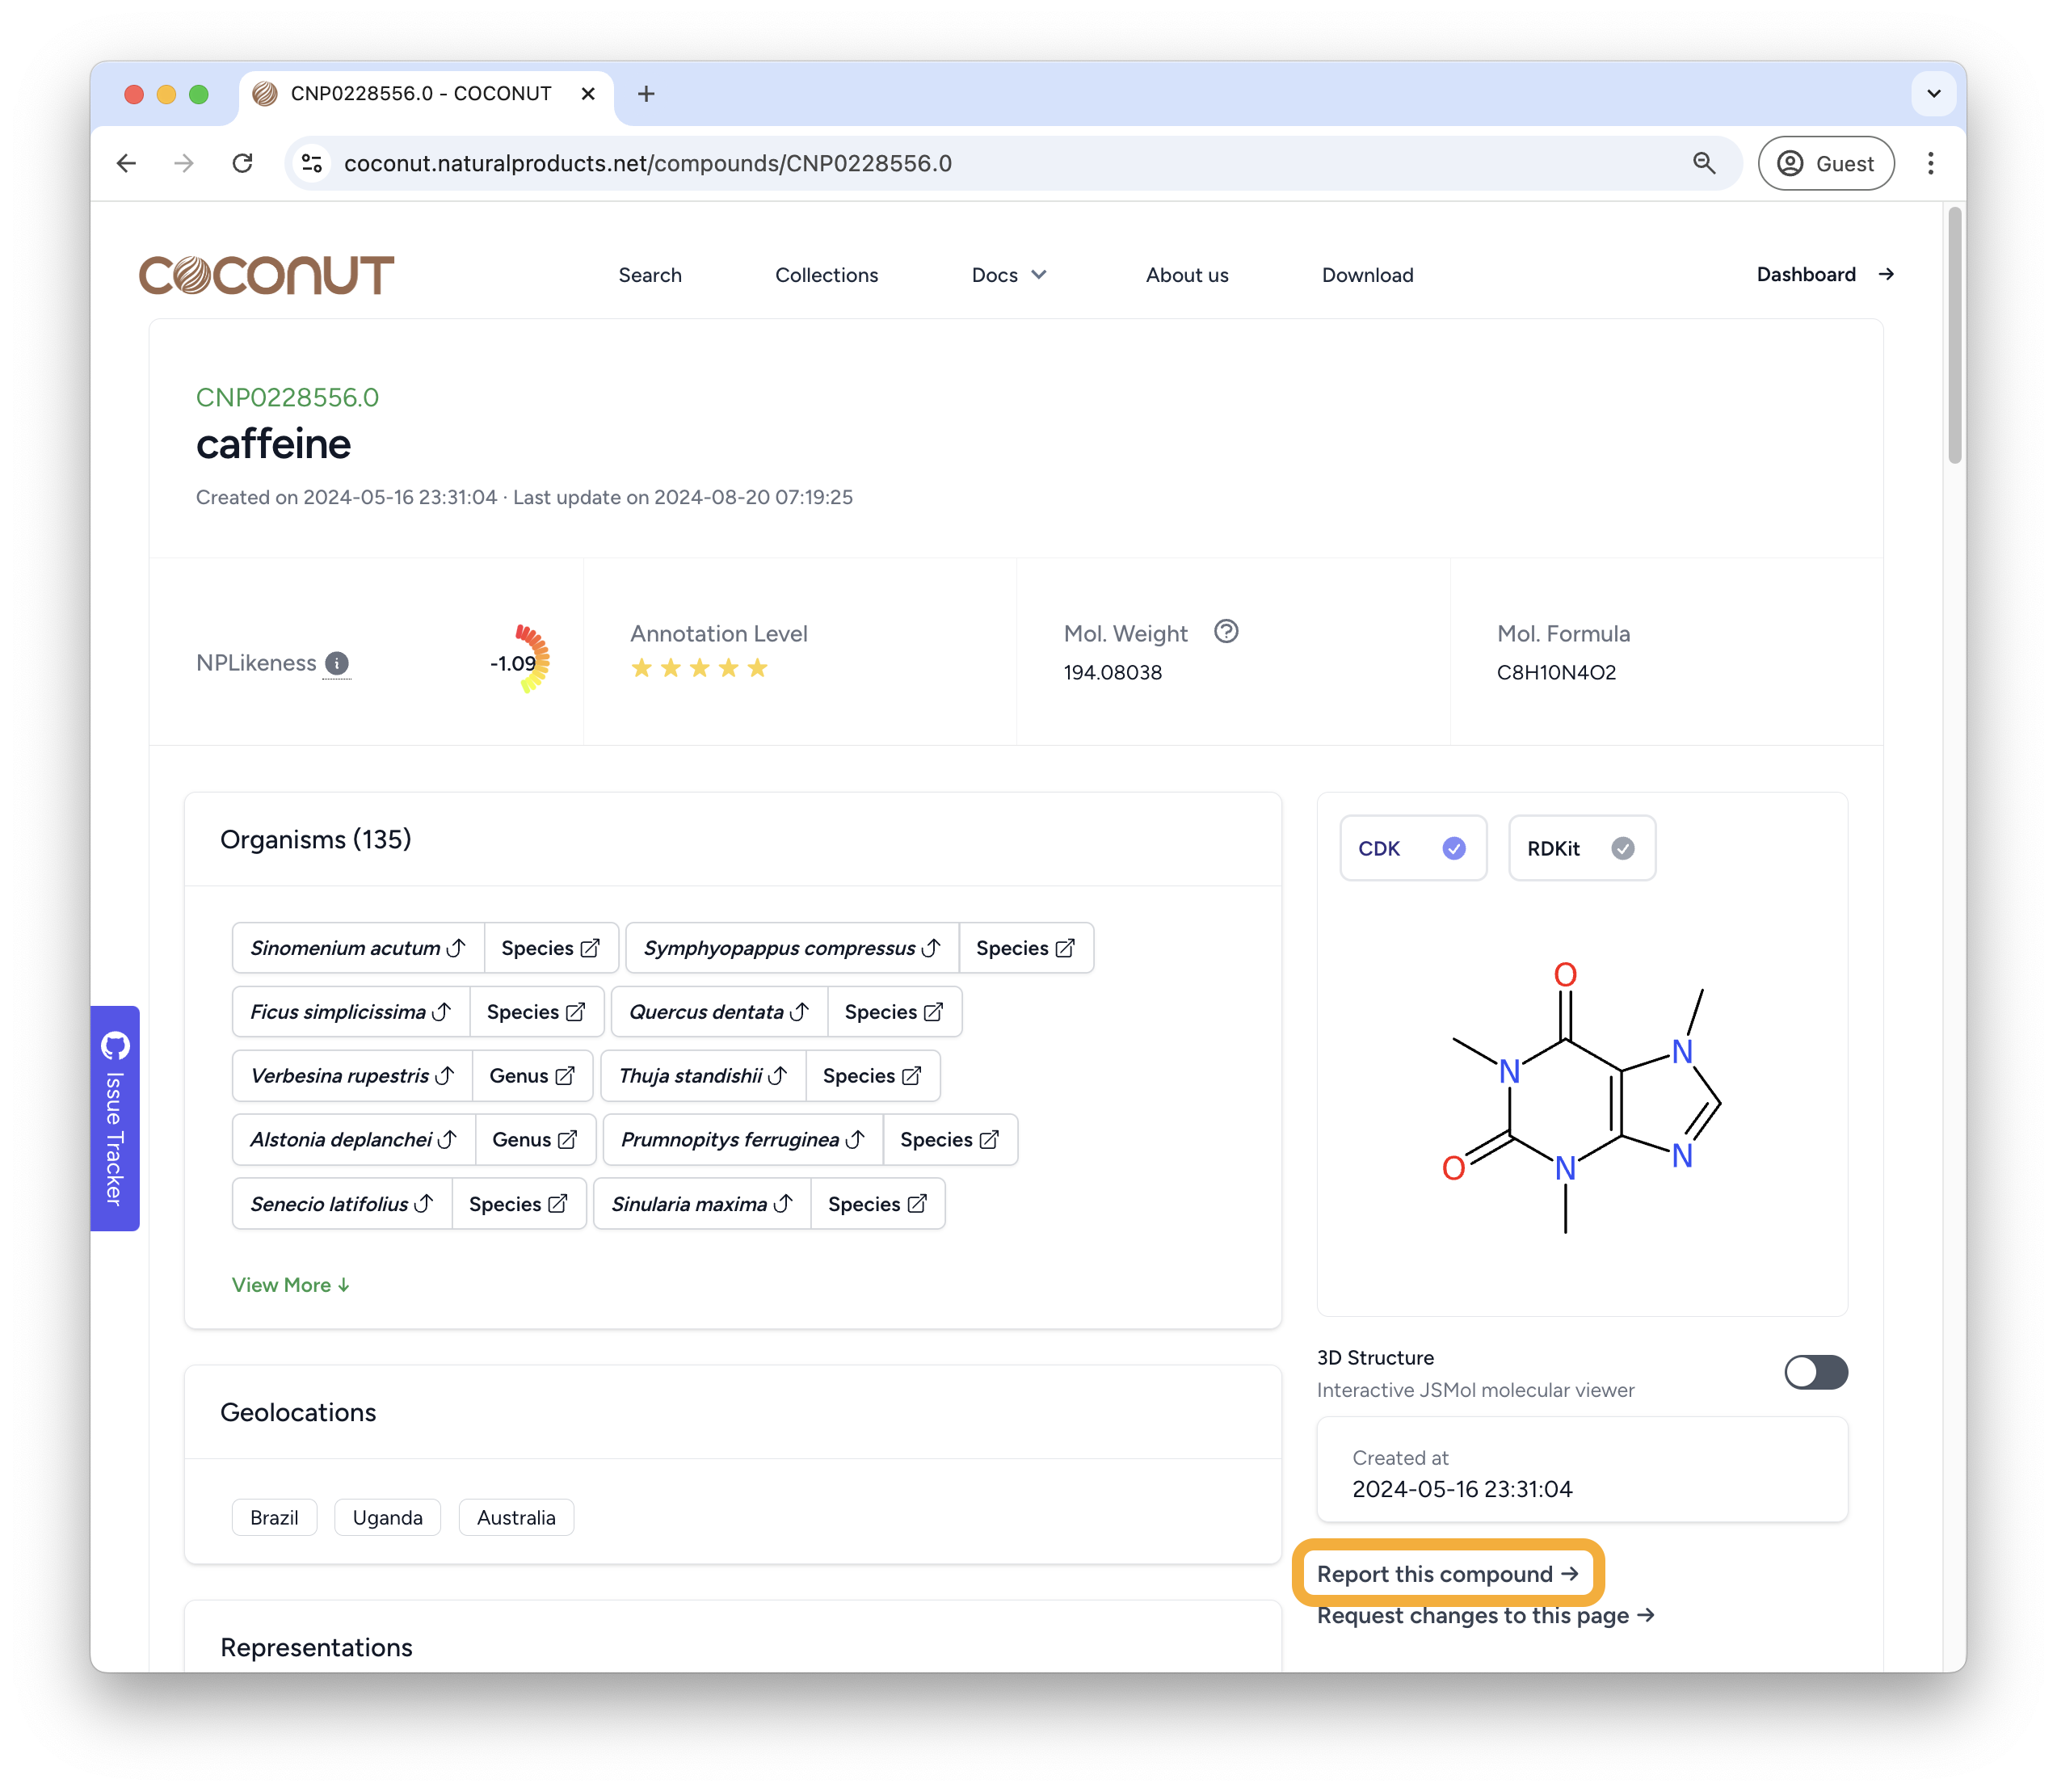 CNP0228556.0 - COCONUT
coconut.naturalproducts.net/compounds/CNP0228556.0
Guest
COCONUT
Search
Collections
Docs
About us
Download
Dashboard →
CNP0228556.0
caffeine
Created on 2024-05-16 23:31:04 · Last update on 2024-08-20 07:19:25
NPLikeness
-1.09
Annotation Level
Mol. Weight
194.08038
Mol. Formula
C8H10N4O2
Organisms (135)
Sinomenium acutum Species Symphyopappus compressus Species
Ficus simplicissima Species Quercus dentata Species
Verbesina rupestris Genus Thuja standishii Species
Alstonia deplanchei Genus Prumnopitys ferruginea Species
Senecio latifolius Species Sinularia maxima Species
View More ↓
Geolocations
Brazil Uganda Australia
Representations
CDK
RDKit
O
N
N
O
N
N
3D Structure
Interactive JSMol molecular viewer
Created at
2024-05-16 23:31:04
Report this compound →
Request changes to this page →
Issue Tracker